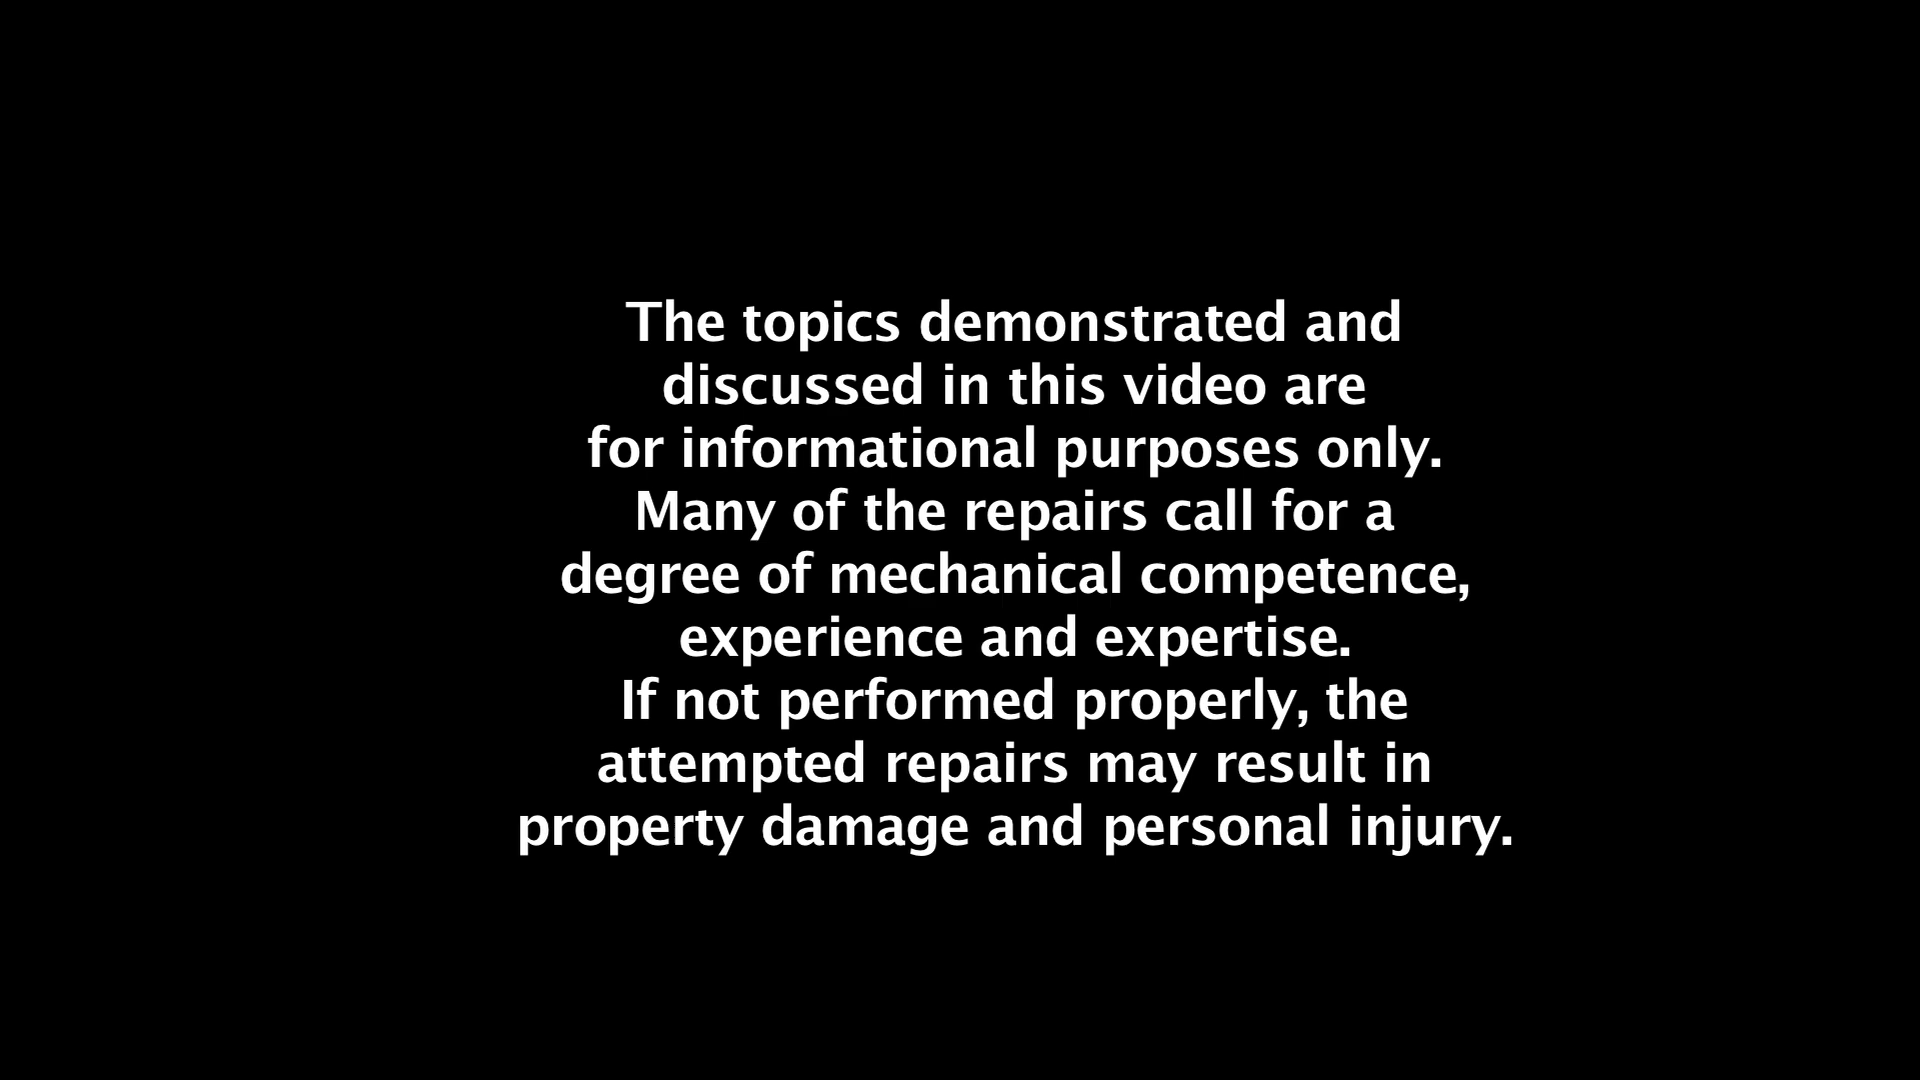 The topics demonstrated and
discussed in this video are
for informational purposes only.
Many of the repairs call for a
degree of mechanical competence,
experience and expertise.
If not performed properly, the
attempted repairs may result in
property damage and personal injury.